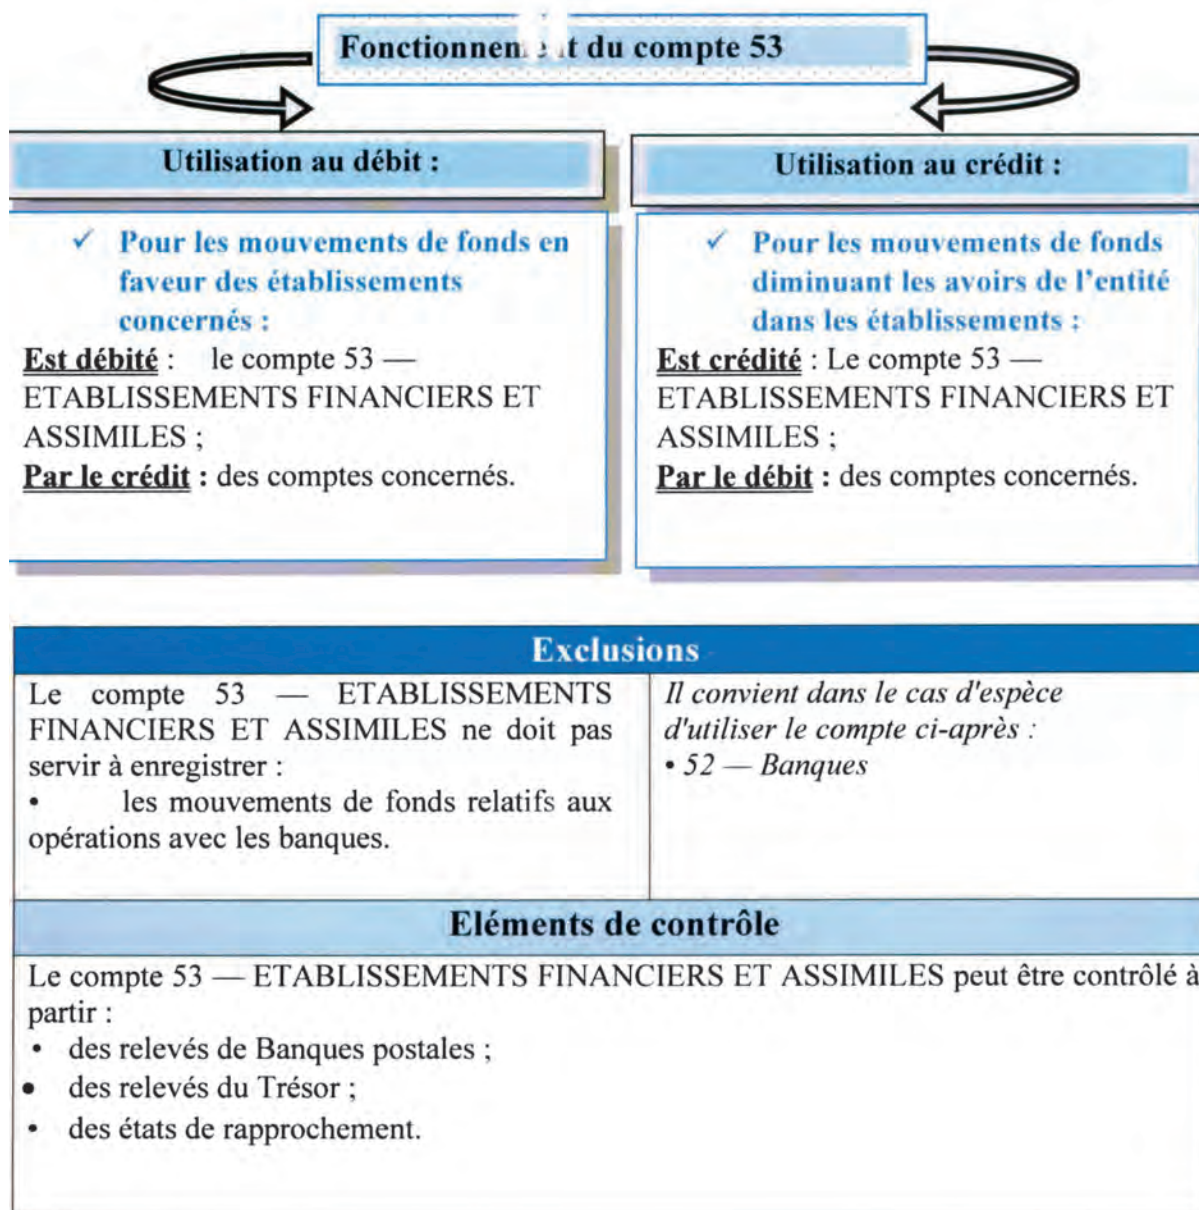 Fonctionnement du compte 53
Utilisation au débit :
✓ Pour les mouvements de fonds en
faveur des établissements
concernés :
Est débité : le compte 53 —
ETABLISSEMENTS FINANCIERS ET
ASSIMILES ;
Par le crédit : des comptes concernés.
Utilisation au crédit :
✓ Pour les mouvements de fonds
diminuant les avoirs de l'entité
dans les établissements :
Est crédité : Le compte 53 —
ETABLISSEMENTS FINANCIERS ET
ASSIMILES ;
Par le débit : des comptes concernés.
Exclusions
Le compte 53 — ETABLISSEMENTS
FINANCIERS ET ASSIMILES ne doit pas
servir à enregistrer :
• les mouvements de fonds relatifs aux
opérations avec les banques.
Il convient dans le cas d'espèce
d'utiliser le compte ci-après :
• 52 — Banques
Eléments de contrôle
Le compte 53 — ETABLISSEMENTS FINANCIERS ET ASSIMILES peut être contrôlé à
partir :
• des relevés de Banques postales ;
• des relevés du Trésor ;
• des états de rapprochement.